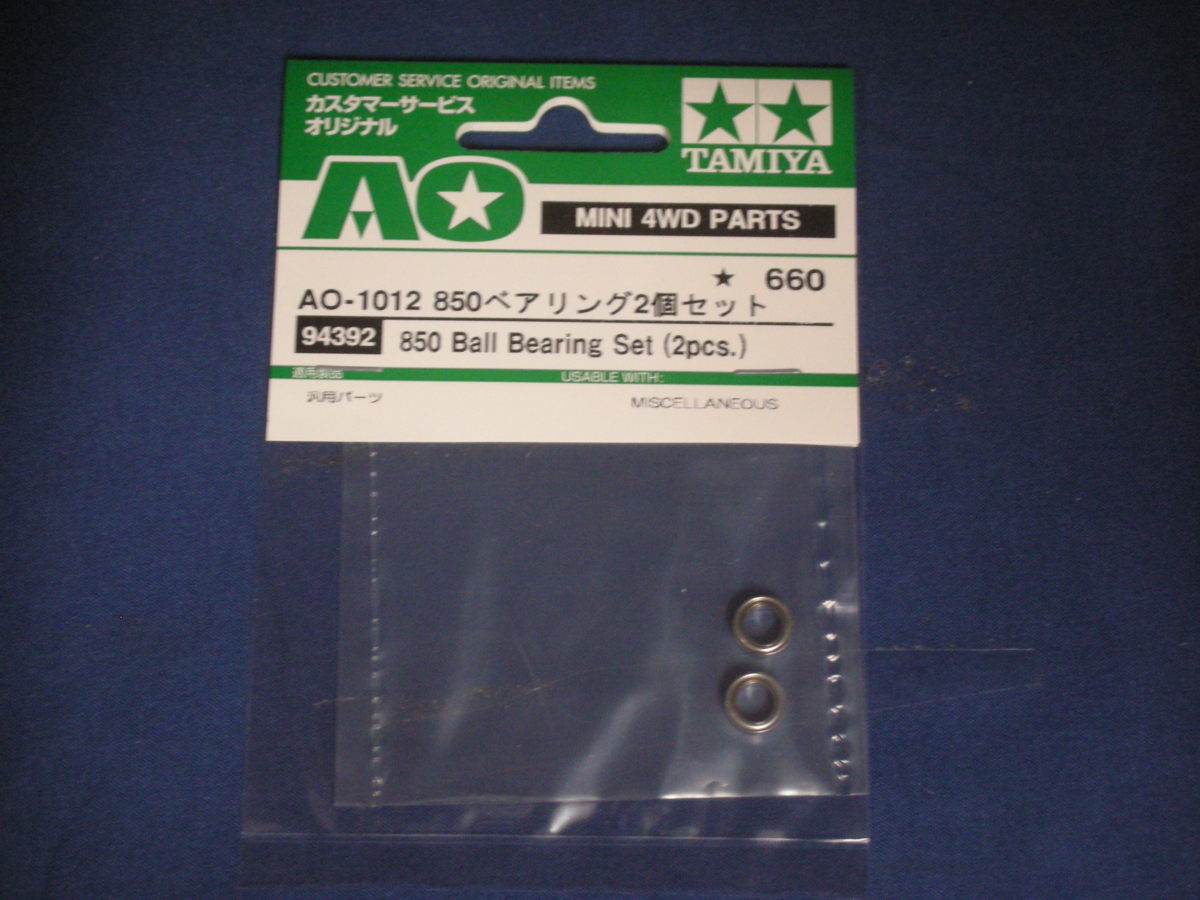 CUSTOMER SERVICE ORIGINAL ITEMS
カスタマーサービス
オリジナル
TAMIYA
AO
MINI 4WD PARTS
★ 660
AO-1012 850ベアリング2個セット
94392 850 Ball Bearing Set (2pcs.)
適用製品 USABLE WITH:
汎用パーツ MISCELLANEOUS